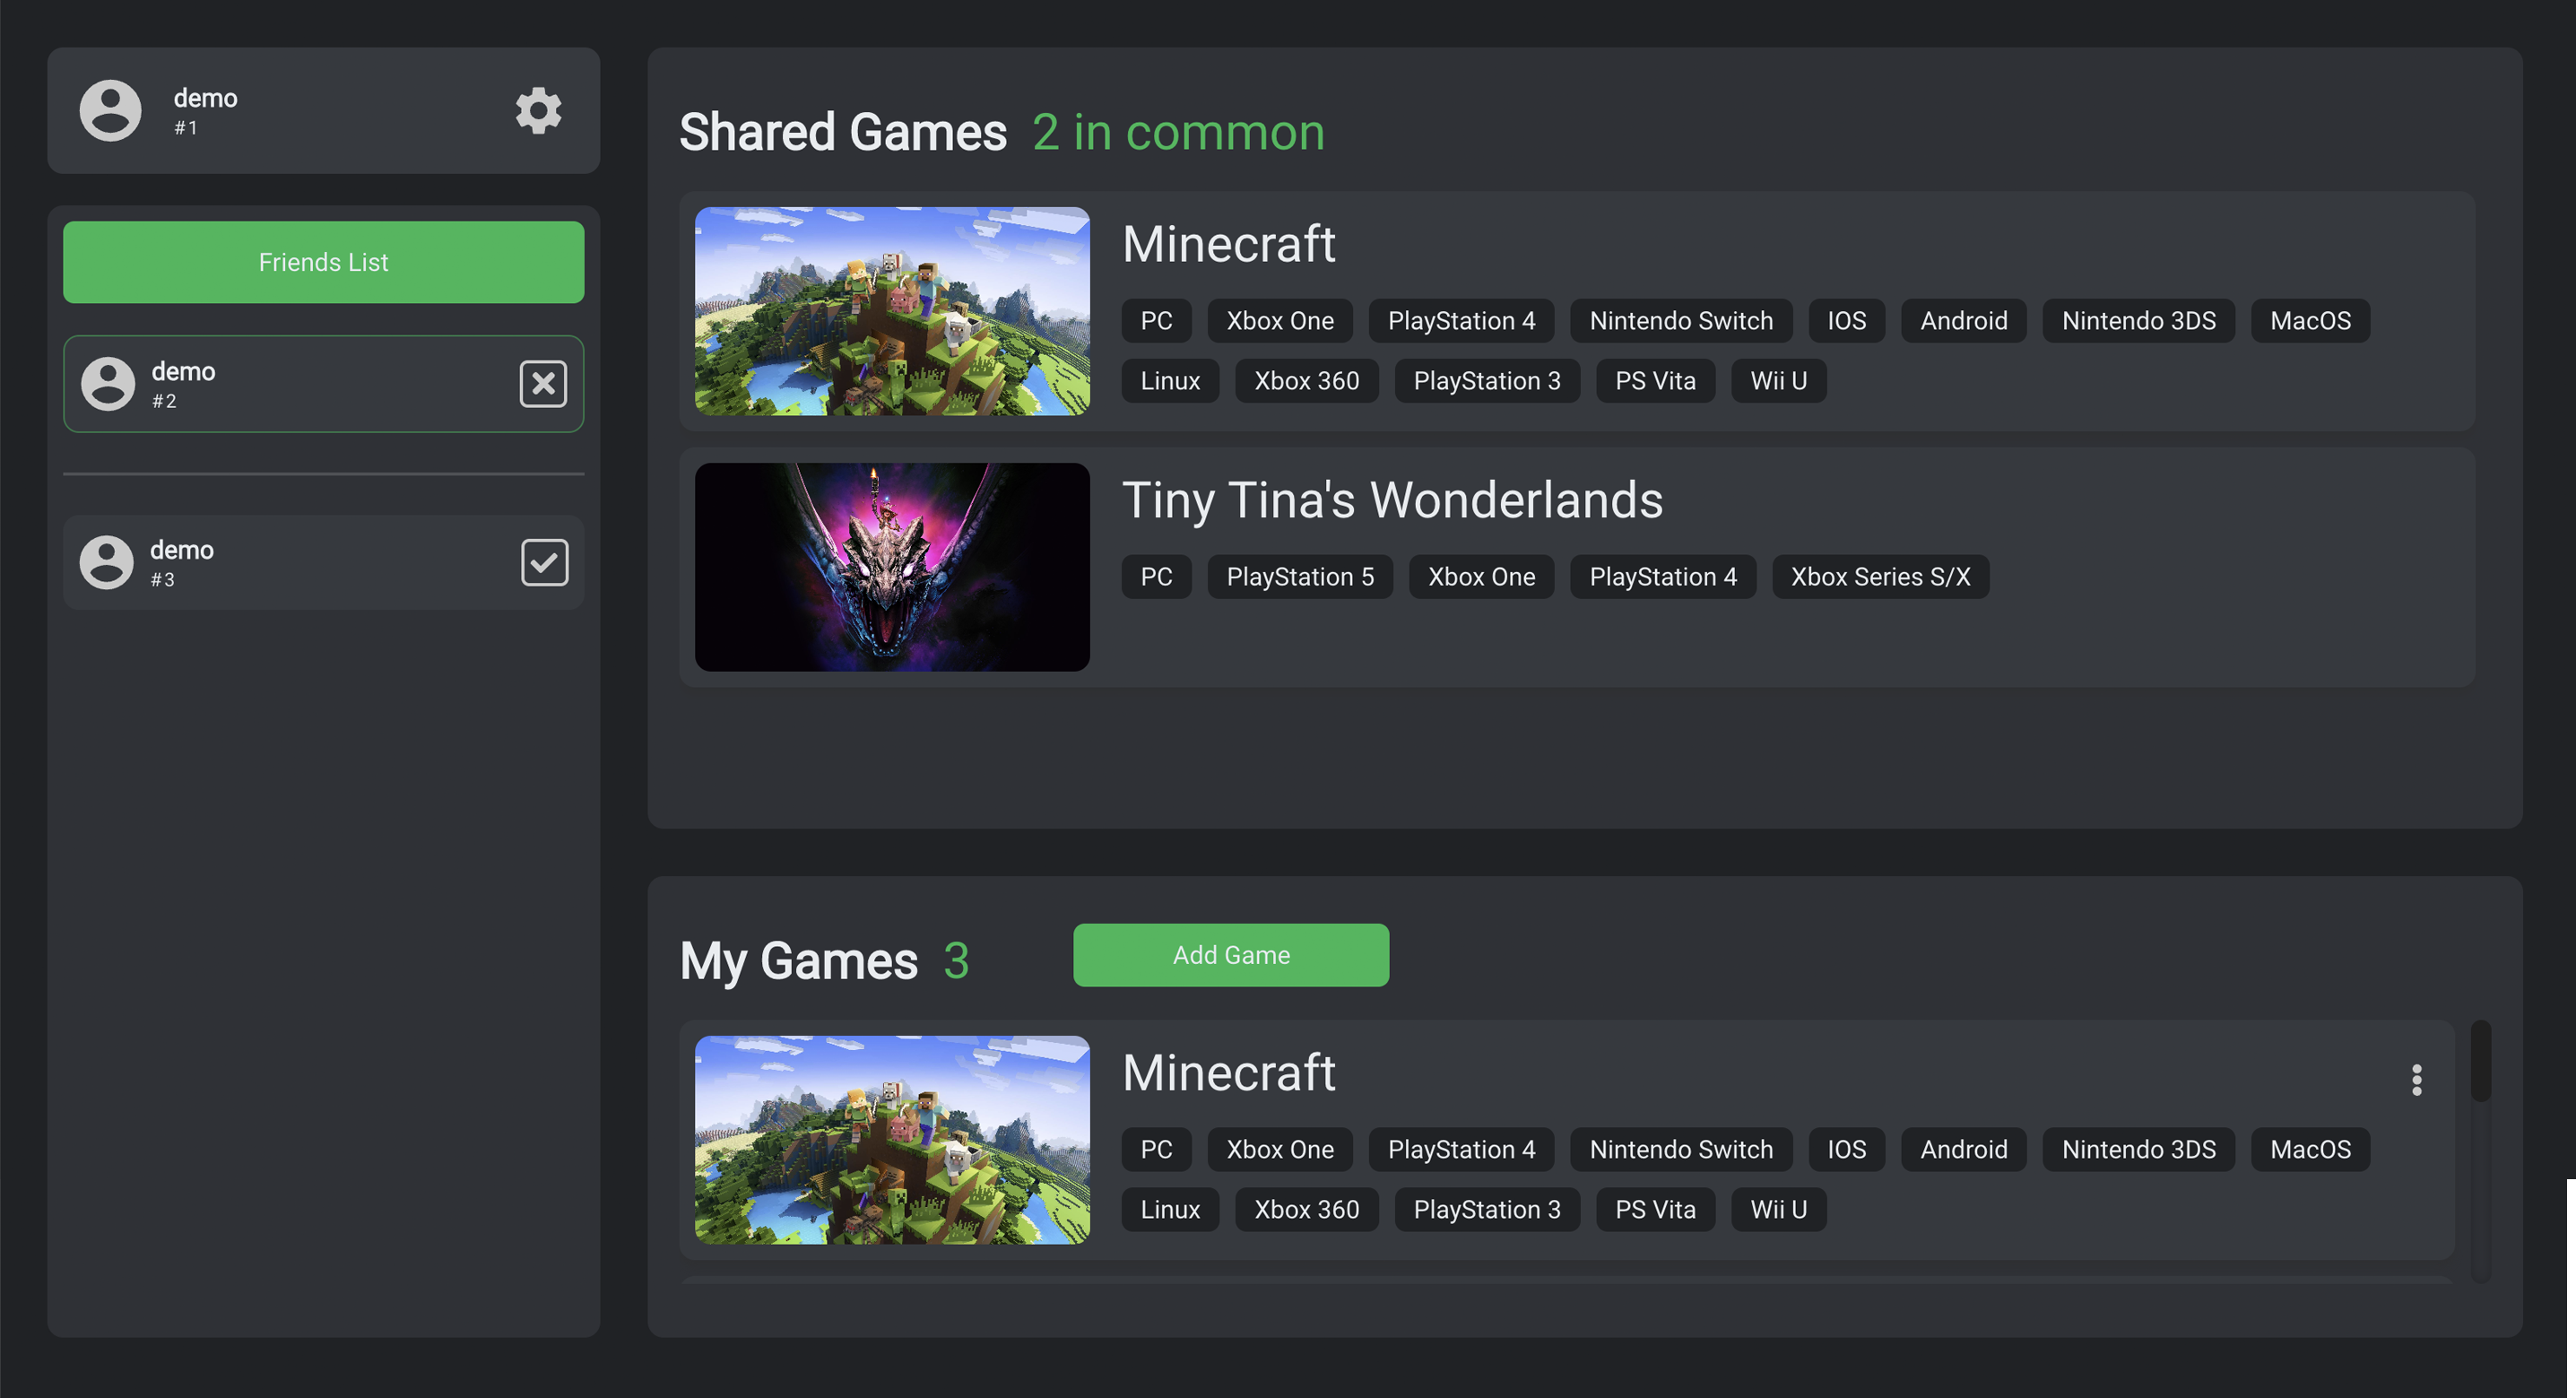 demo
#1
Friends List
demo
#2
demo
#3
Shared Games 2 in common
Minecraft
PC Xbox One PlayStation 4 Nintendo Switch IOS Android Nintendo 3DS MacOS
Linux Xbox 360 PlayStation 3 PS Vita Wii U
Tiny Tina's Wonderlands
PC PlayStation 5 Xbox One PlayStation 4 Xbox Series S/X
My Games 3 Add Game
Minecraft
PC Xbox One PlayStation 4 Nintendo Switch IOS Android Nintendo 3DS MacOS
Linux Xbox 360 PlayStation 3 PS Vita Wii U